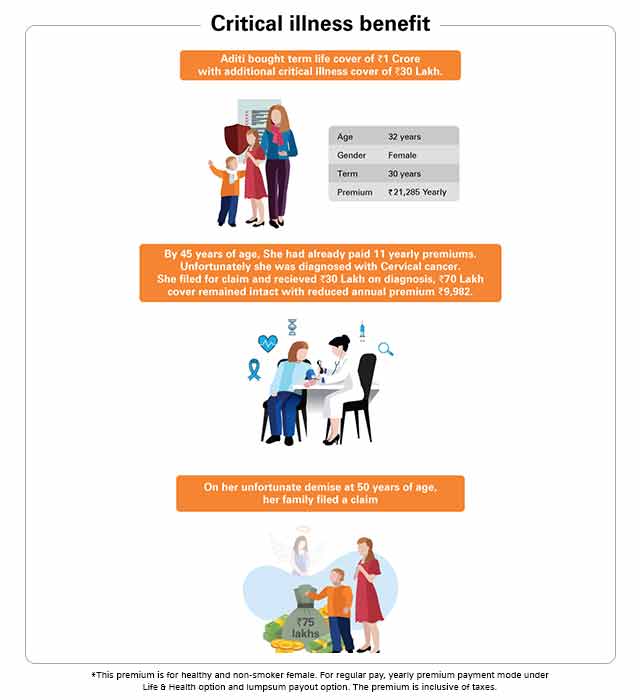 Critical illness benefit
Aditi bought term life cover of ₹1 Crore
with additional critical illness cover of ₹30 Lakh.
Age 32 years
Gender Female
Term 30 years
Premium ₹21,285 Yearly
By 45 years of age, She had already paid 11 yearly premiums.
Unfortunately she was diagnosed with Cervical cancer.
She filed for claim and recieved ₹30 Lakh on diagnosis, ₹70 Lakh
cover remained intact with reduced annual premium ₹9,982.
On her unfortunate demise at 50 years of age,
her family filed a claim
₹75
lakhs
*This premium is for healthy and non-smoker female. For regular pay, yearly premium payment mode under
Life & Health option and lumpsum payout option. The premium is inclusive of taxes.